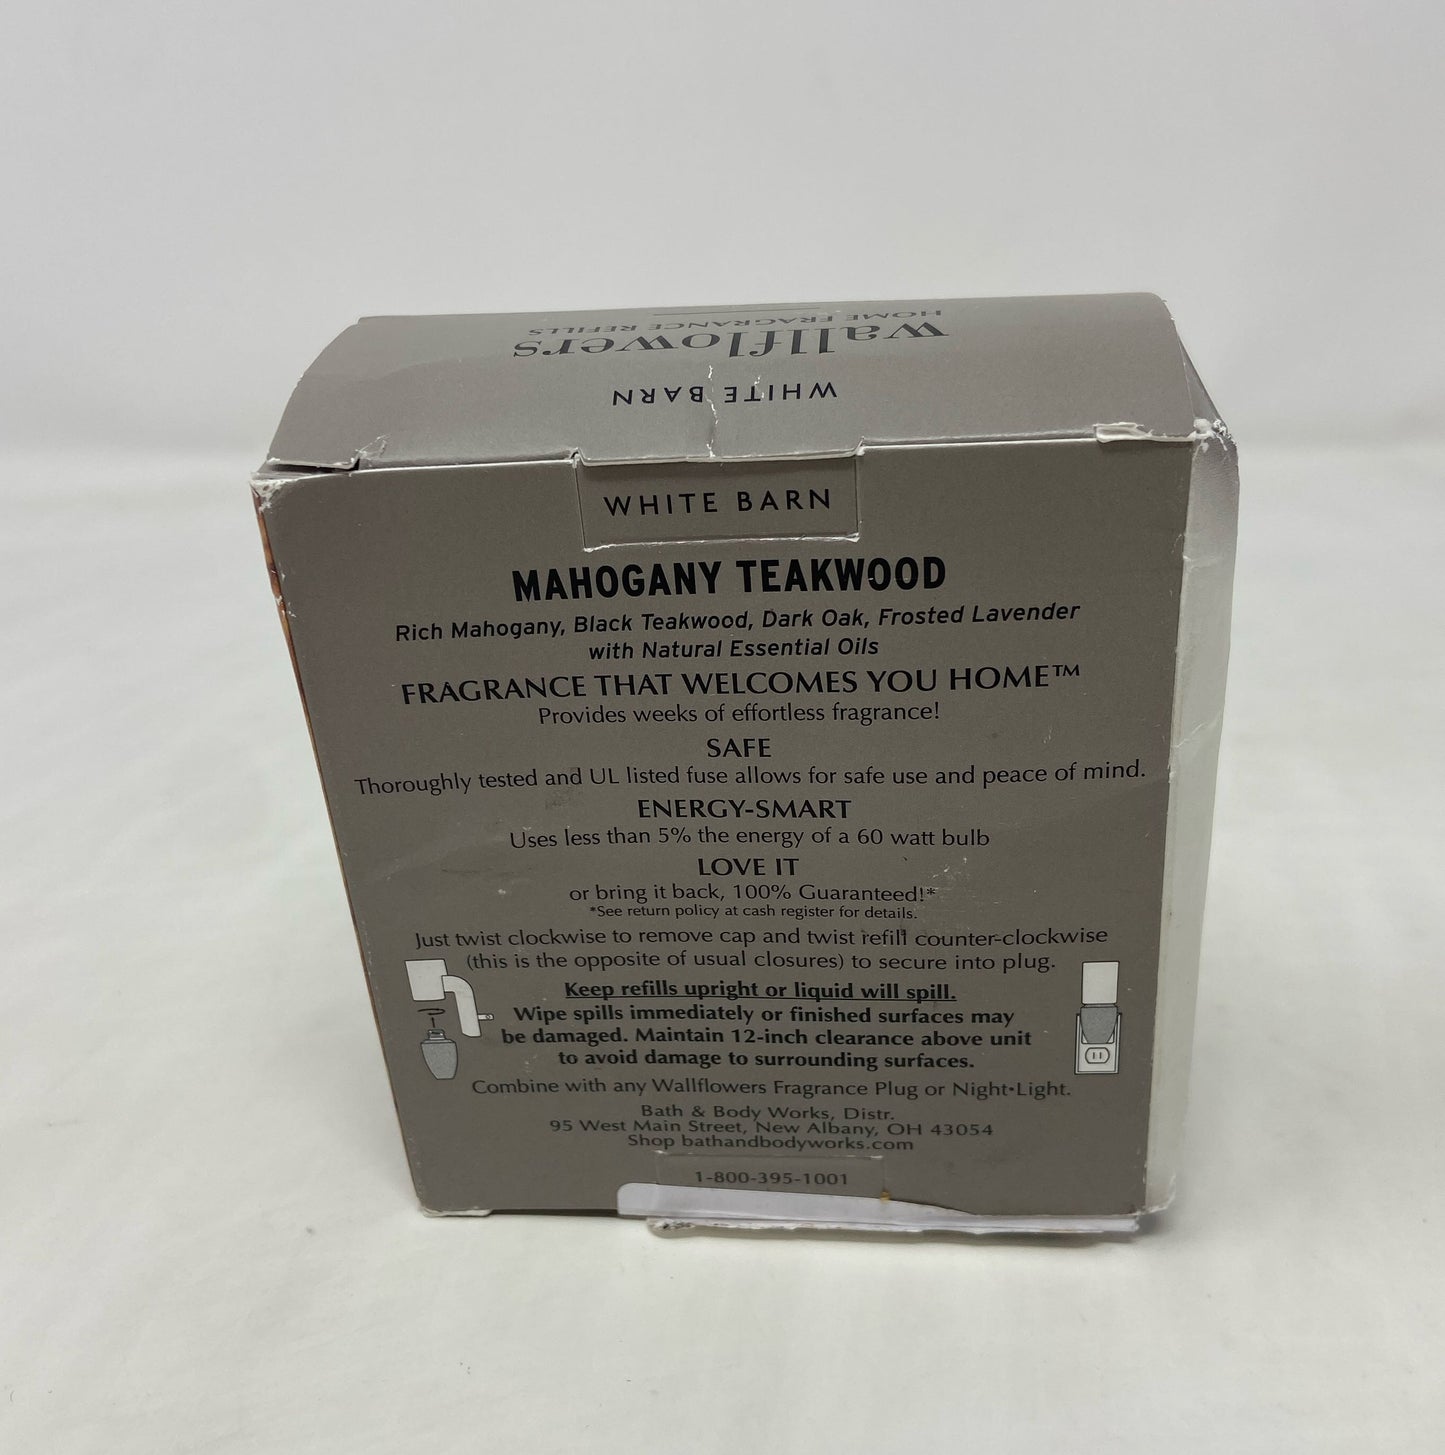 HOME FRAGRANCE REFILLS
wallflowers
WHITE BARN
WHITE BARN
MAHOGANY TEAKWOOD
Rich Mahogany, Black Teakwood, Dark Oak, Frosted Lavender
with Natural Essential Oils
FRAGRANCE THAT WELCOMES YOU HOME™
Provides weeks of effortless fragrance!
SAFE
Thoroughly tested and UL listed fuse allows for safe use and peace of mind.
ENERGY-SMART
Uses less than 5% the energy of a 60 watt bulb
LOVE IT
or bring it back, 100% Guaranteed!*
*See return policy at cash register for details.
Just twist clockwise to remove cap and twist refill counter-clockwise
(this is the opposite of usual closures) to secure into plug.
Keep refills upright or liquid will spill.
Wipe spills immediately or finished surfaces may
be damaged. Maintain 12-inch clearance above unit
to avoid damage to surrounding surfaces.
Combine with any Wallflowers Fragrance Plug or Night•Light.
Bath & Body Works, Distr.
95 West Main Street, New Albany, OH 43054
Shop bathandbodyworks.com
1-800-395-1001